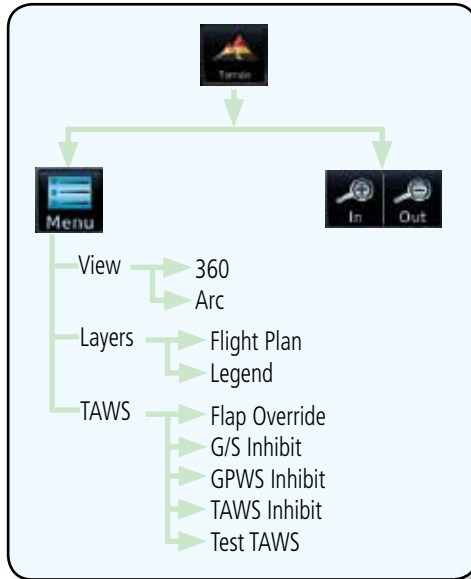 Terrain
Menu
In Out
View
360
Arc
Layers
Flight Plan
Legend
TAWS
Flap Override
G/S Inhibit
GPWS Inhibit
TAWS Inhibit
Test TAWS